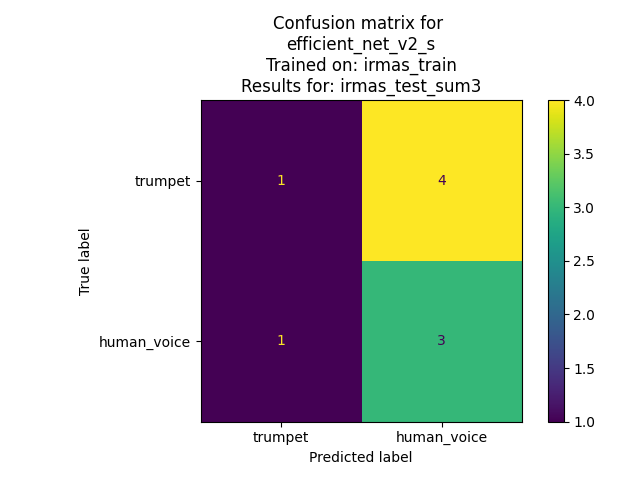 Confusion matrix for
efficient_net_v2_s
Trained on: irmas_train
Results for: irmas_test_sum3
True label
trumpet
1
4
human_voice
1
3
trumpet
human_voice
Predicted label
4.0
3.5
3.0
2.5
2.0
1.5
1.0